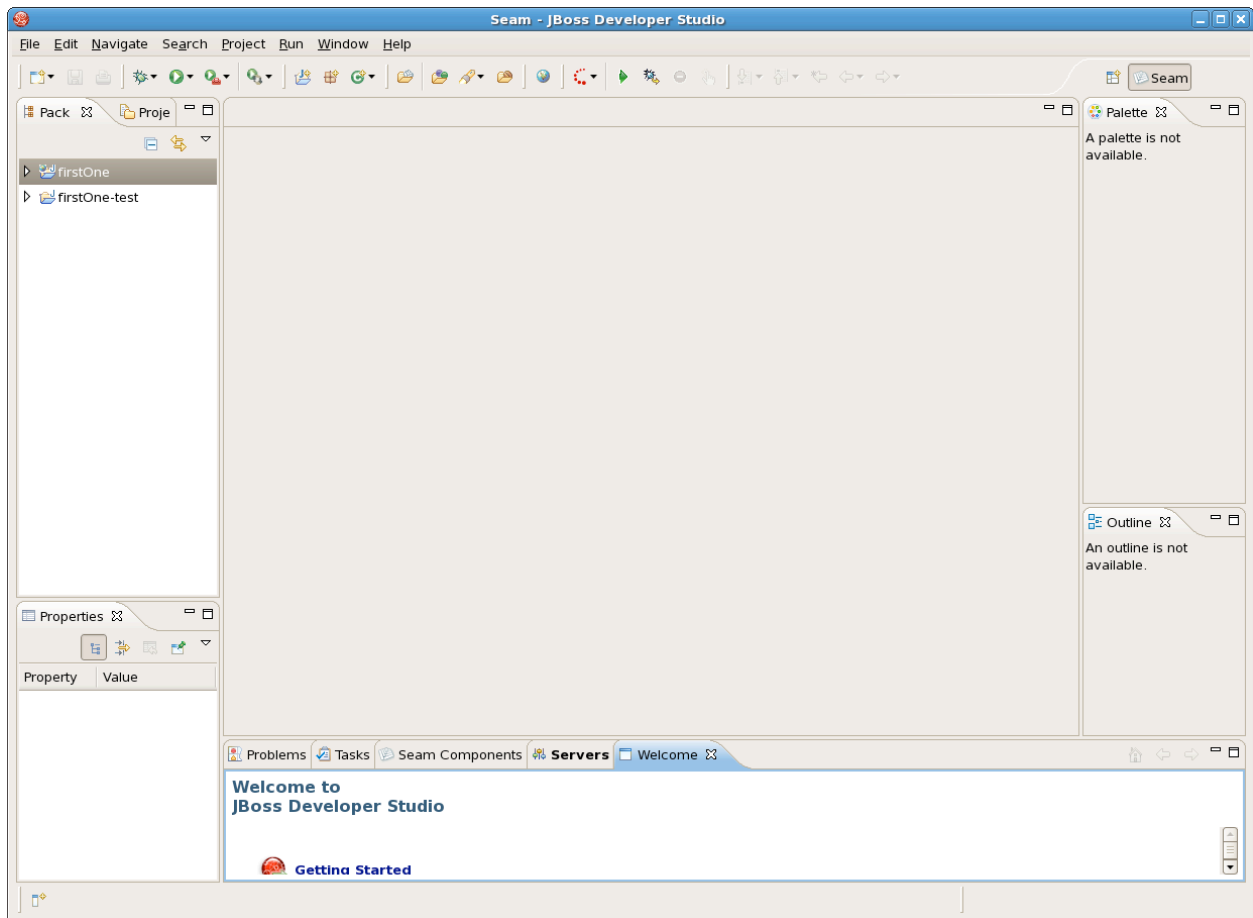 Seam - JBoss Developer Studio
File Edit Navigate Search Project Run Window Help
Seam
Pack Proje
firstOne
firstOne-test
Palette
A palette is not
available.
Outline
An outline is not
available.
Properties
Property Value
Problems Tasks Seam Components Servers Welcome
Welcome to
JBoss Developer Studio
Getting Started